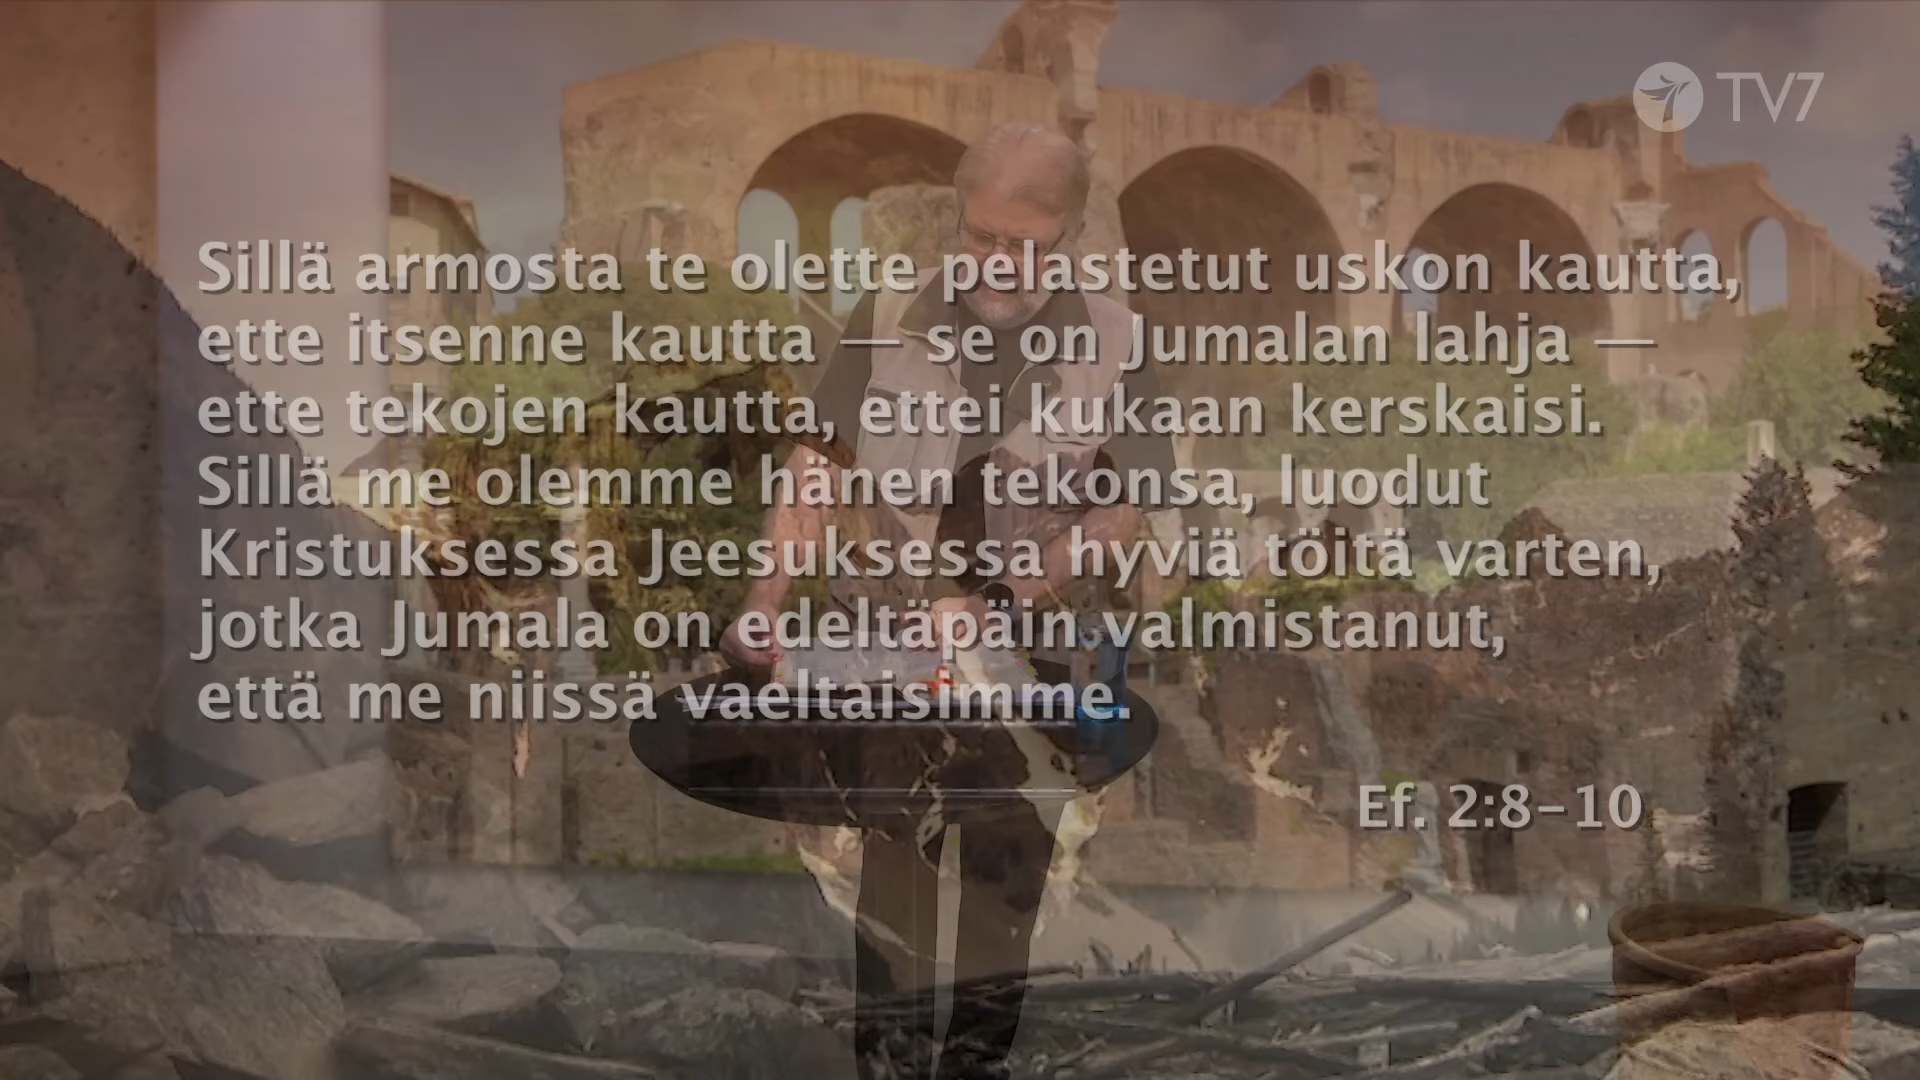 TV7
Sillä armosta te olette pelastetut uskon kautta,
ette itsenne kautta — se on Jumalan lahja —
ette tekojen kautta, ettei kukaan kerskaisi.
Sillä me olemme hänen tekonsa, luodut
Kristuksessa Jeesuksessa hyviä töitä varten,
jotka Jumala on edeltäpäin valmistanut,
että me niissä vaeltaisimme.
Ef. 2:8–10